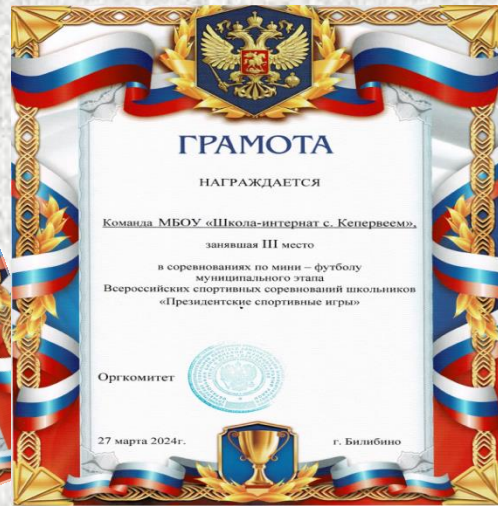 ГРАМОТА
НАГРАЖДАЕТСЯ
Команда МБОУ «Школа-интернат с. Кепервеем»,
занявшая III место
в соревнованиях по мини – футболу
муниципального этапа
Всероссийских спортивных соревнований школьников
«Президентские спортивные игры»
Оргкомитет
27 марта 2024г.
г. Билибино